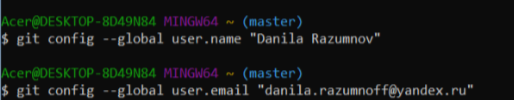 Acer@DESKTOP-8D49N84 MINGW64 ~ (master)
$ git config --global user.name "Danila Razumnov"
Acer@DESKTOP-8D49N84 MINGW64 ~ (master)
$ git config --global user.email "danila.razumnoff@yandex.ru"